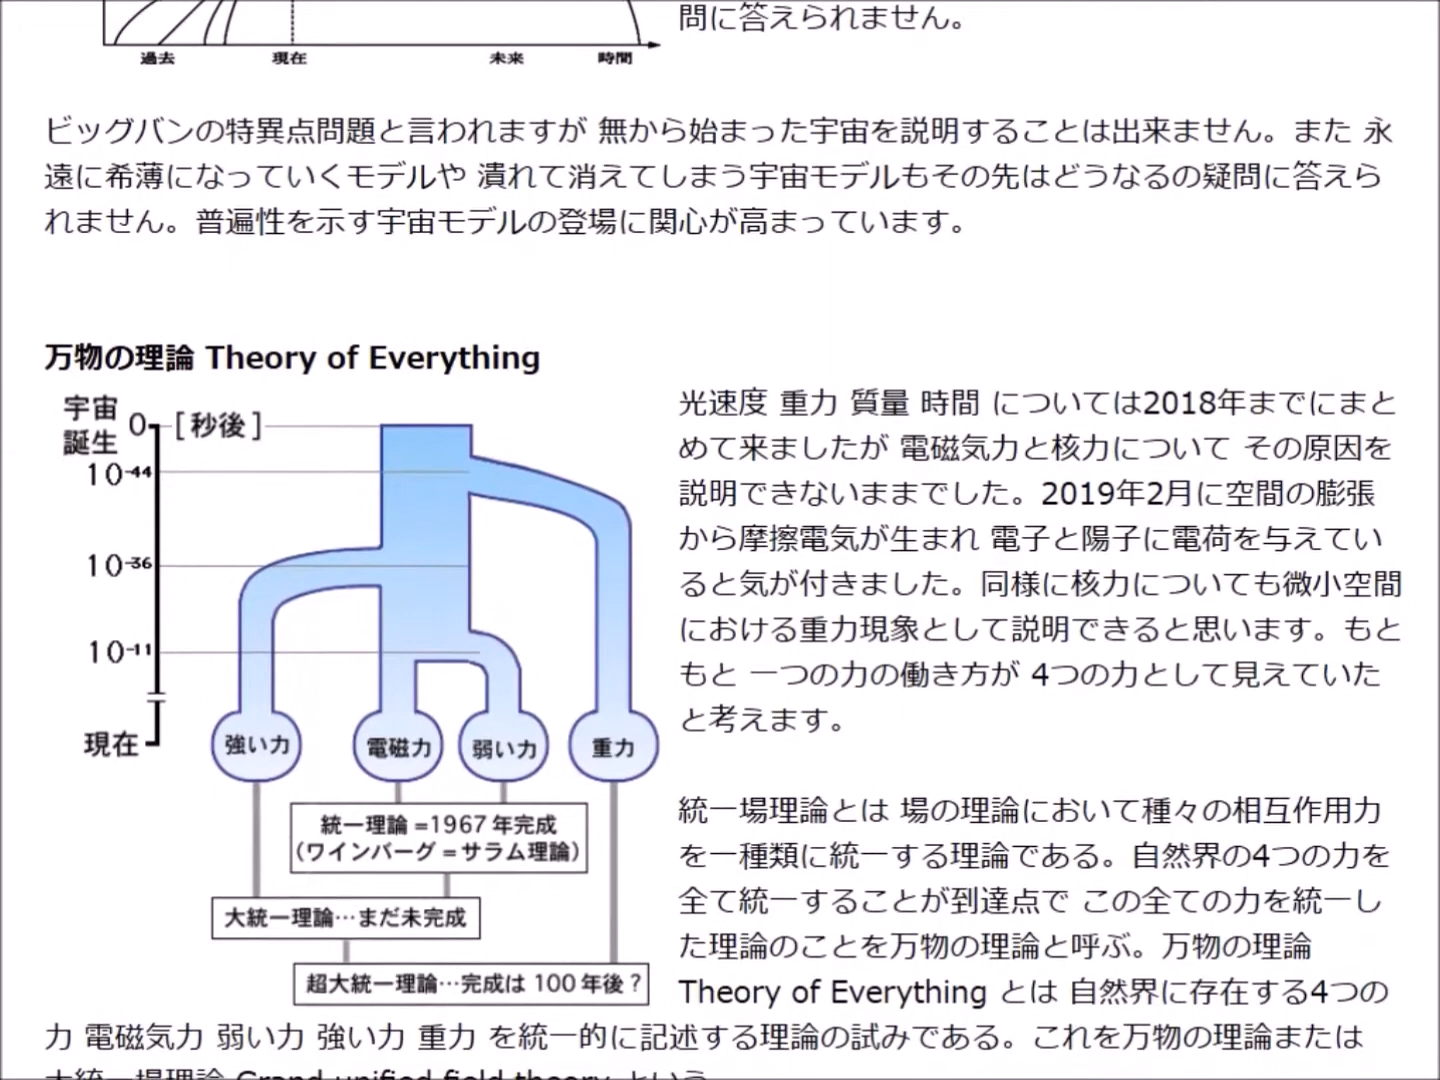 問に答えられません。
過去 現在 未来 時間
ビッグバンの特異点問題と言われますが 無から始まった宇宙を説明することは出来ません。また 永
遠に希薄になっていくモデルや 潰れて消えてしまう宇宙モデルもその先はどうなるの疑問に答えら
れません。普遍性を示す宇宙モデルの登場に関心が高まっています。
万物の理論 Theory of Everything
宇宙
誕生
0
[秒後]
10-44
10-36
10-11
現在
強い力
電磁力
弱い力
重力
統一理論=1967年完成
(ワインバーグ=サラム理論)
大統一理論…まだ未完成
超大統一理論…完成は100年後?
光速度 重力 質量 時間 については2018年までにまと
めて来ましたが 電磁気力と核力について その原因を
説明できないままでした。2019年2月に空間の膨張
から摩擦電気が生まれ 電子と陽子に電荷を与えてい
ると気が付きました。同様に核力についても微小空間
における重力現象として説明できると思います。もと
もと 一つの力の働き方が 4つの力として見えていた
と考えます。
統一場理論とは 場の理論において種々の相互作用力
を一種類に統一する理論である。自然界の4つの力を
全て統一することが到達点で この全ての力を統一し
た理論のことを万物の理論と呼ぶ。万物の理論
Theory of Everything とは 自然界に存在する4つの
力 電磁気力 弱い力 強い力 重力 を統一的に記述する理論の試みである。これを万物の理論または
大統一場理論 Grand unified field theory という